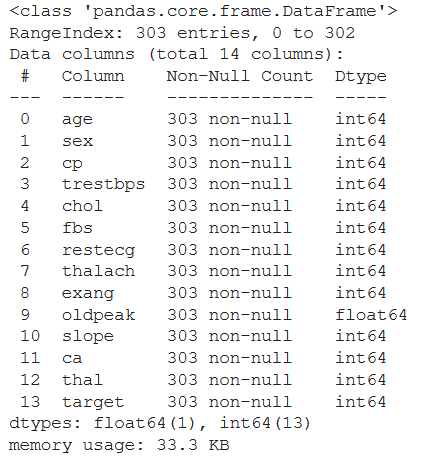 <class 'pandas.core.frame.DataFrame'>
RangeIndex: 303 entries, 0 to 302
Data columns (total 14 columns):
 #   Column    Non-Null Count  Dtype
---  ------    --------------  -----
 0   age       303 non-null    int64
 1   sex       303 non-null    int64
 2   cp        303 non-null    int64
 3   trestbps  303 non-null    int64
 4   chol      303 non-null    int64
 5   fbs       303 non-null    int64
 6   restecg   303 non-null    int64
 7   thalach   303 non-null    int64
 8   exang     303 non-null    int64
 9   oldpeak   303 non-null    float64
 10  slope     303 non-null    int64
 11  ca        303 non-null    int64
 12  thal      303 non-null    int64
 13  target    303 non-null    int64
dtypes: float64(1), int64(13)
memory usage: 33.3 KB